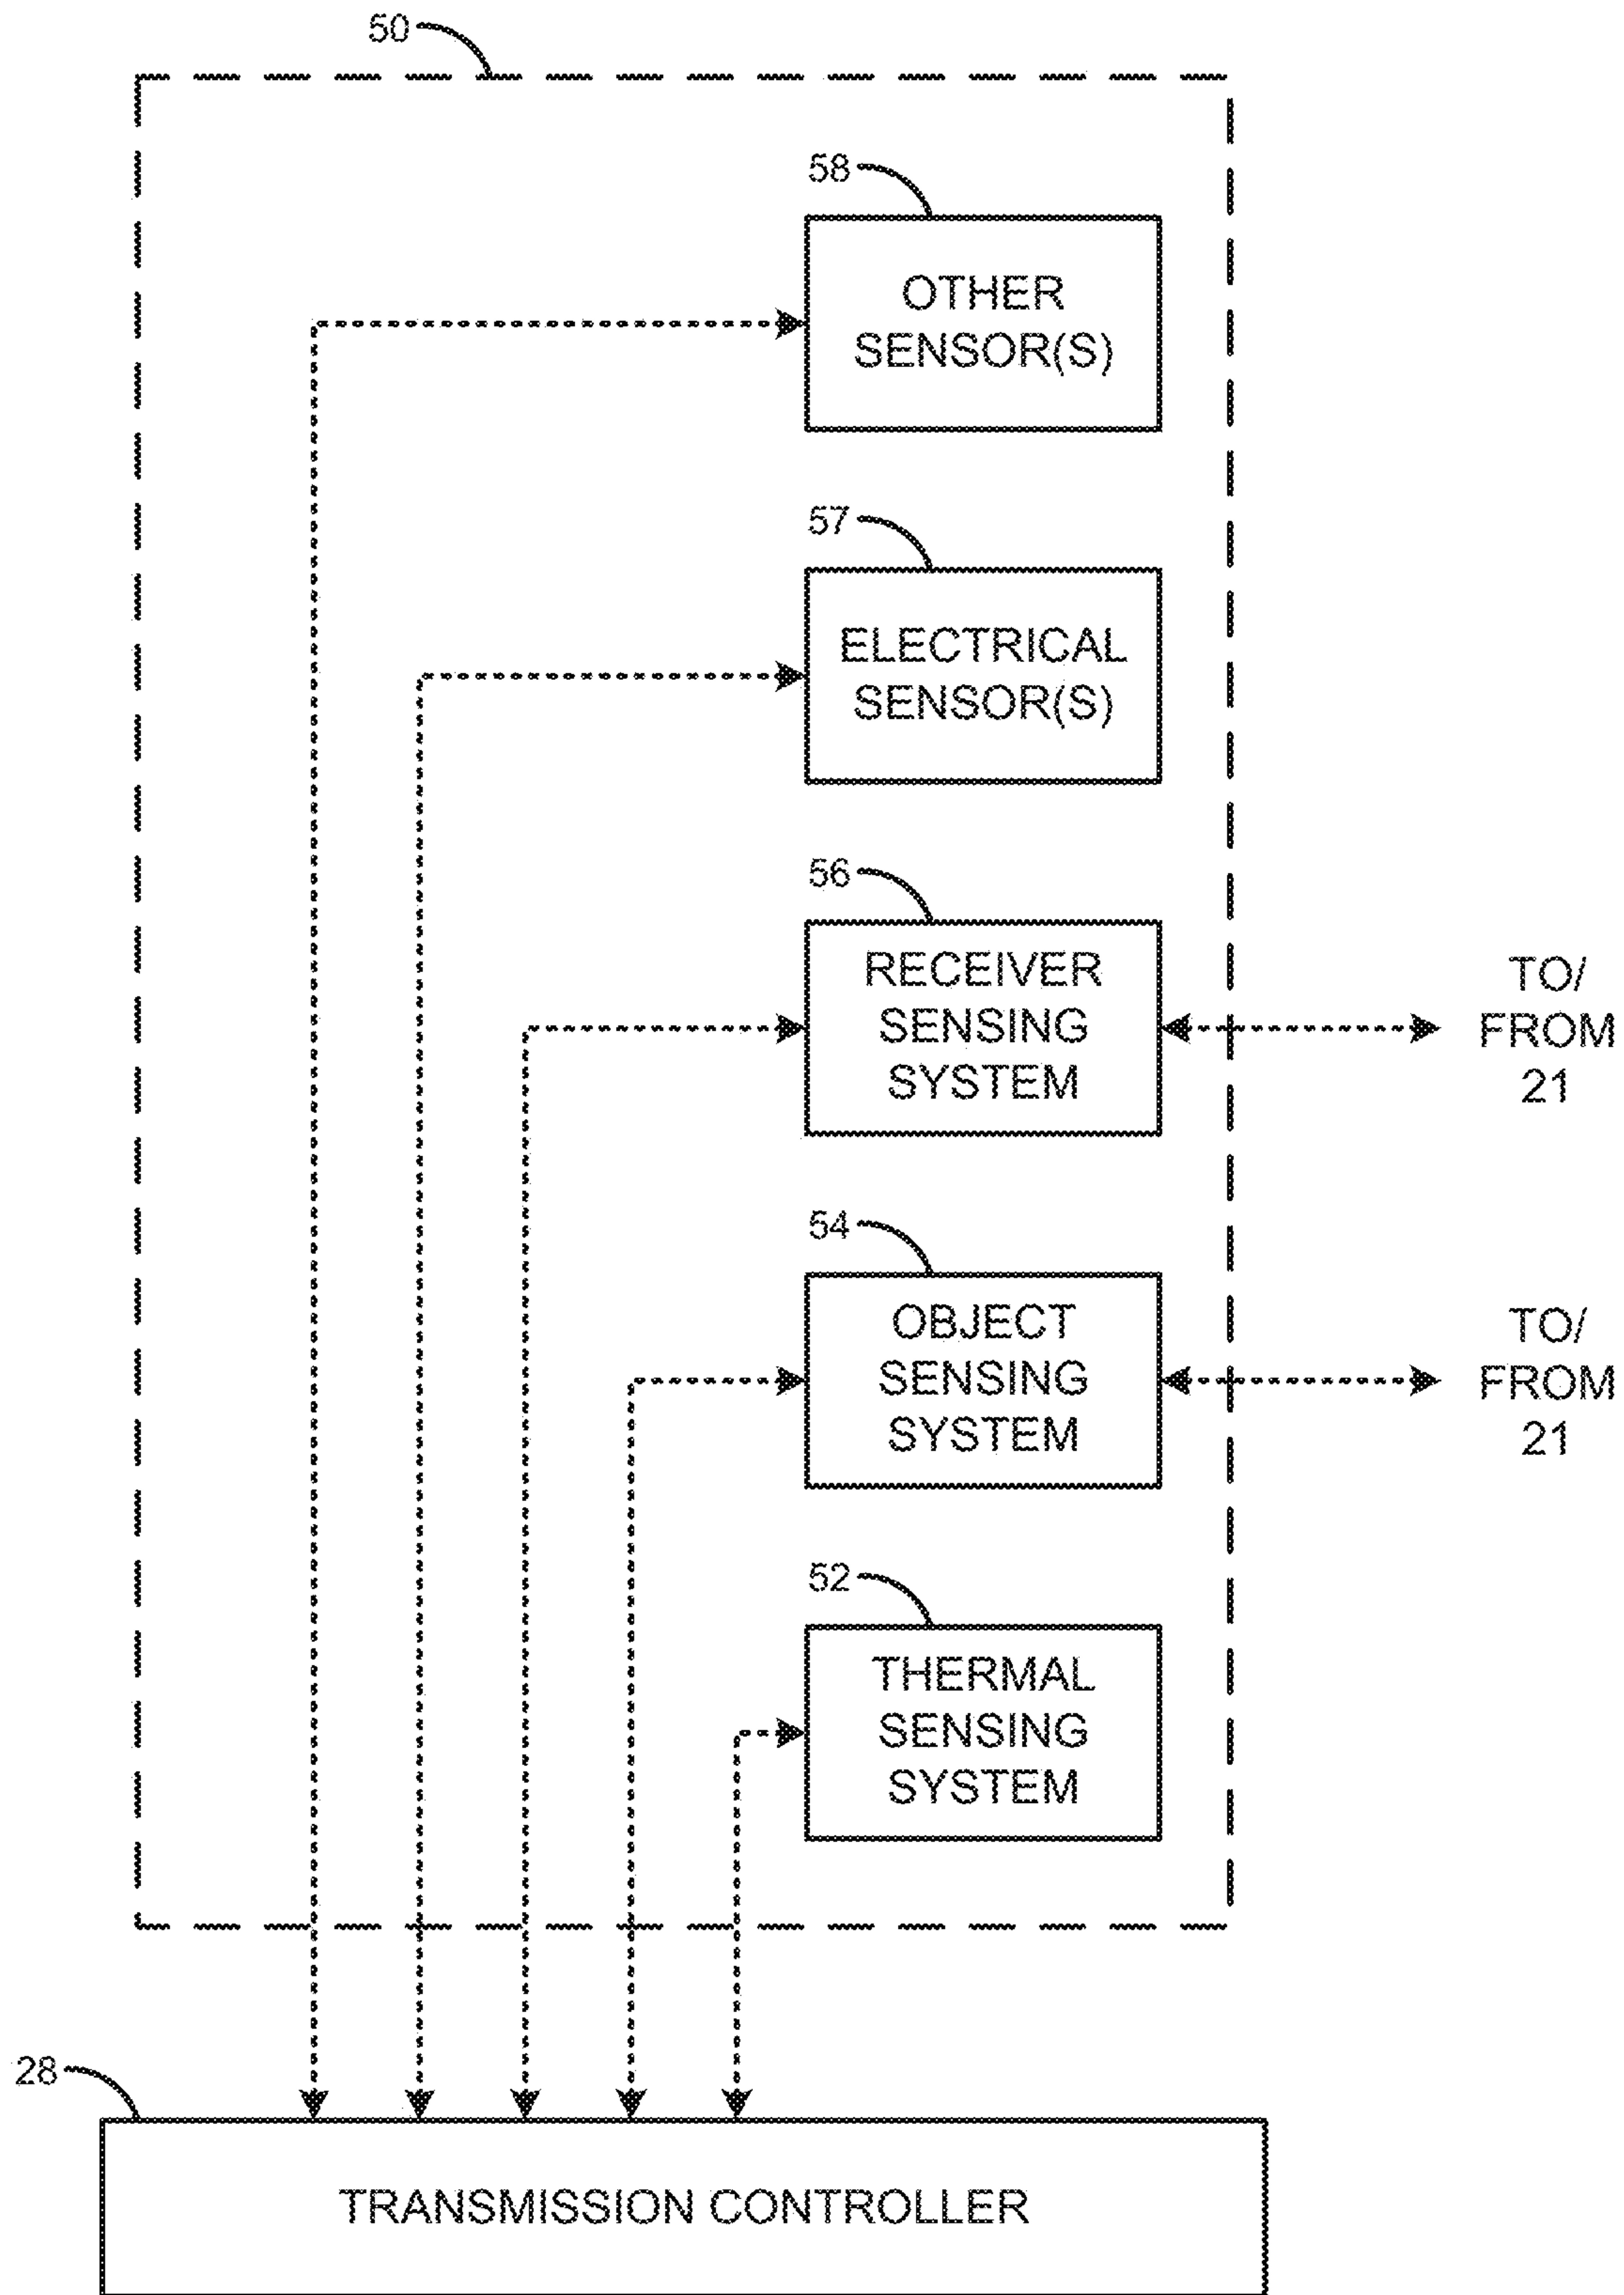 50
58
OTHER
SENSOR(S)
57
ELECTRICAL
SENSOR(S)
56
RECEIVER
SENSING
SYSTEM
TO/
FROM
21
54
OBJECT
SENSING
SYSTEM
TO/
FROM
21
52
THERMAL
SENSING
SYSTEM
28
TRANSMISSION CONTROLLER